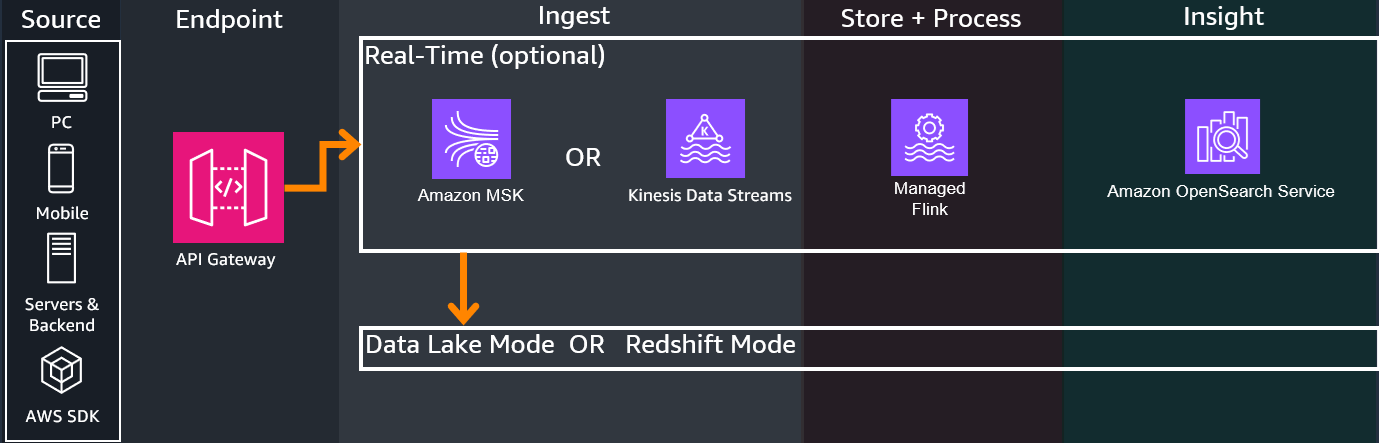 Source
Endpoint
Ingest
Store + Process
Insight
PC
Mobile
Servers &
Backend
AWS SDK
API Gateway
Real-Time (optional)
Amazon MSK
OR
K
Kinesis Data Streams
Managed
Flink
Amazon OpenSearch Service
Data Lake Mode OR Redshift Mode